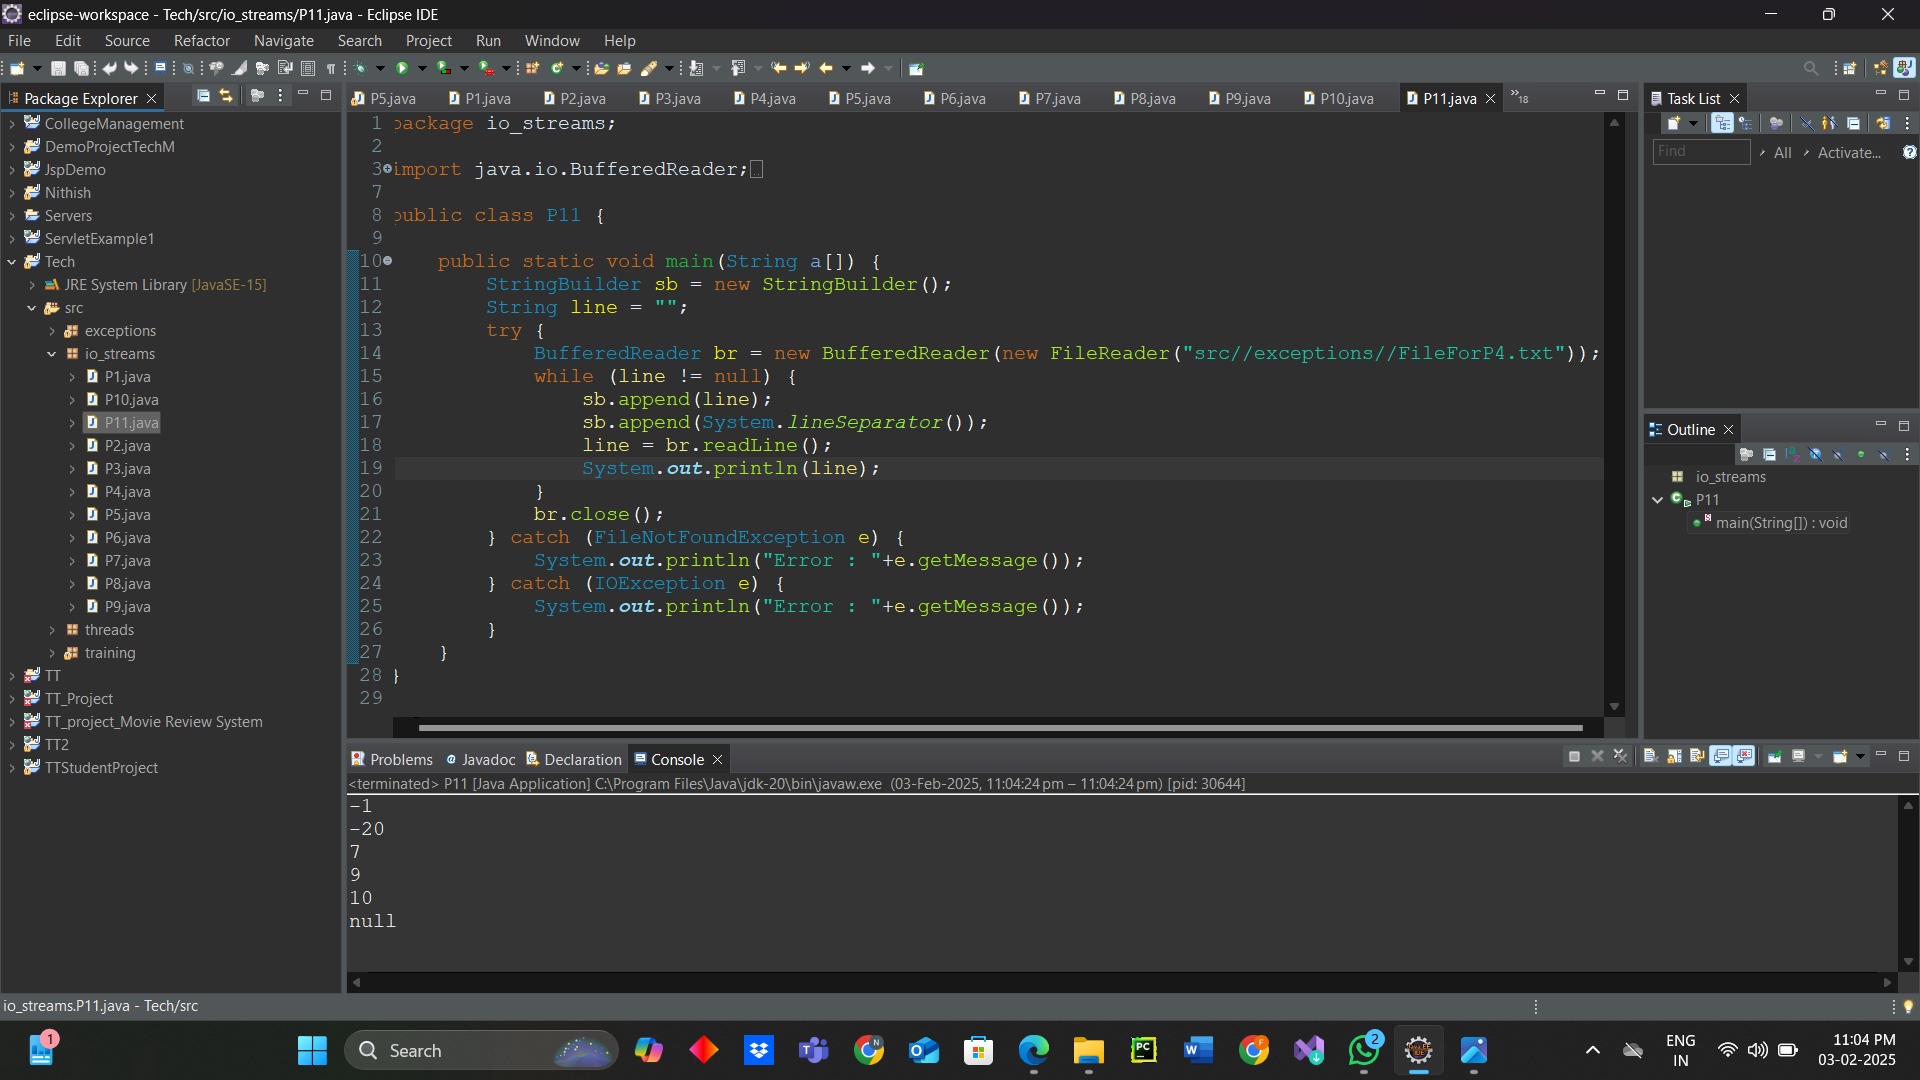 eclipse-workspace - Tech/src/io_streams/P11.java - Eclipse IDE
File Edit Source Refactor Navigate Search Project Run Window Help
Package Explorer
CollegeManagement
DemoProjectTechM
JspDemo
Nithish
Servers
ServletExample1
Tech
JRE System Library [JavaSE-15]
src
exceptions
io_streams
P1.java
P10.java
P11.java
P2.java
P3.java
P4.java
P5.java
P6.java
P7.java
P8.java
P9.java
threads
training
TT
TT_Project
TT_project_Movie Review System
TT2
TTStudentProject
P5.java P1.java P2.java P3.java P4.java P5.java P6.java P7.java P8.java P9.java P10.java P11.java »18
1 package io_streams;
2
3 import java.io.BufferedReader;
7
8 public class P11 {
9
10 public static void main(String a[]) {
11 StringBuilder sb = new StringBuilder();
12 String line = "";
13 try {
14 BufferedReader br = new BufferedReader(new FileReader("src//exceptions//FileForP4.txt"));
15 while (line != null) {
16 sb.append(line);
17 sb.append(System.lineSeparator());
18 line = br.readLine();
19 System.out.println(line);
20 }
21 br.close();
22 } catch (FileNotFoundException e) {
23 System.out.println("Error : "+e.getMessage());
24 } catch (IOException e) {
25 System.out.println("Error : "+e.getMessage());
26 }
27 }
28 }
29
Task List
Find All Activate...
Outline
io_streams
P11
main(String[]) : void
Problems Javadoc Declaration Console
<terminated> P11 [Java Application] C:\Program Files\Java\jdk-20\bin\javaw.exe (03-Feb-2025, 11:04:24 pm – 11:04:24 pm) [pid: 30644]
-1
-20
7
9
10
null
io_streams.P11.java - Tech/src
1
Search
2
ENG
IN
11:04 PM
03-02-2025